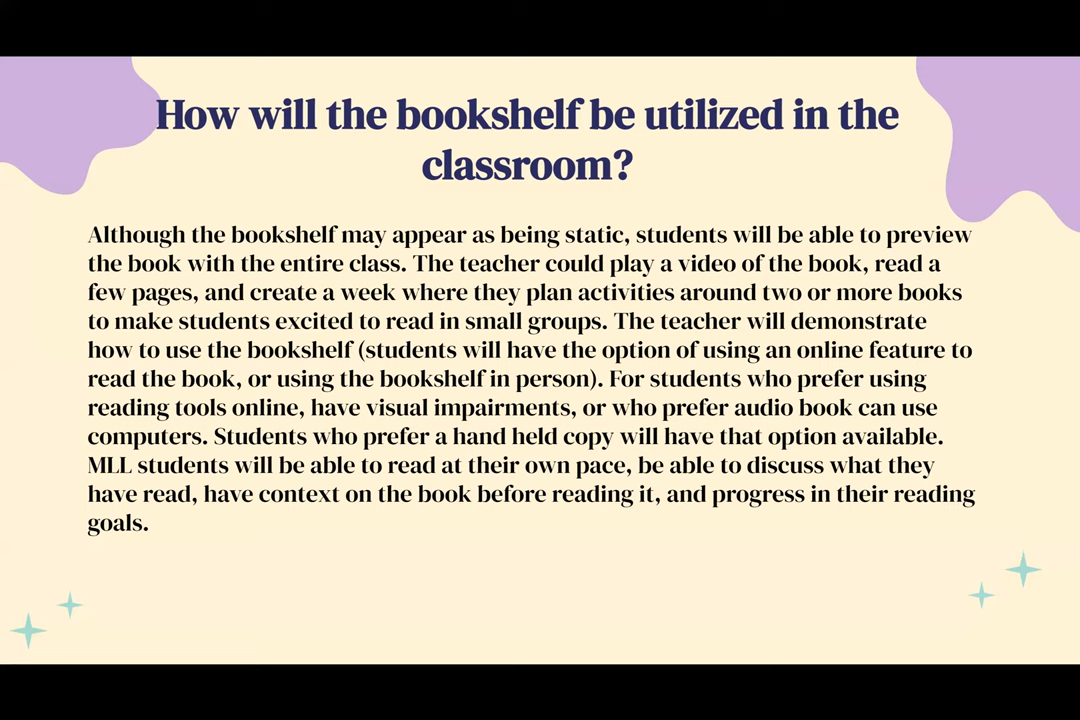 How will the bookshelf be utilized in the
classroom?
Although the bookshelf may appear as being static, students will be able to preview
the book with the entire class. The teacher could play a video of the book, read a
few pages, and create a week where they plan activities around two or more books
to make students excited to read in small groups. The teacher will demonstrate
how to use the bookshelf (students will have the option of using an online feature to
read the book, or using the bookshelf in person). For students who prefer using
reading tools online, have visual impairments, or who prefer audio book can use
computers. Students who prefer a hand held copy will have that option available.
MLL students will be able to read at their own pace, be able to discuss what they
have read, have context on the book before reading it, and progress in their reading
goals.